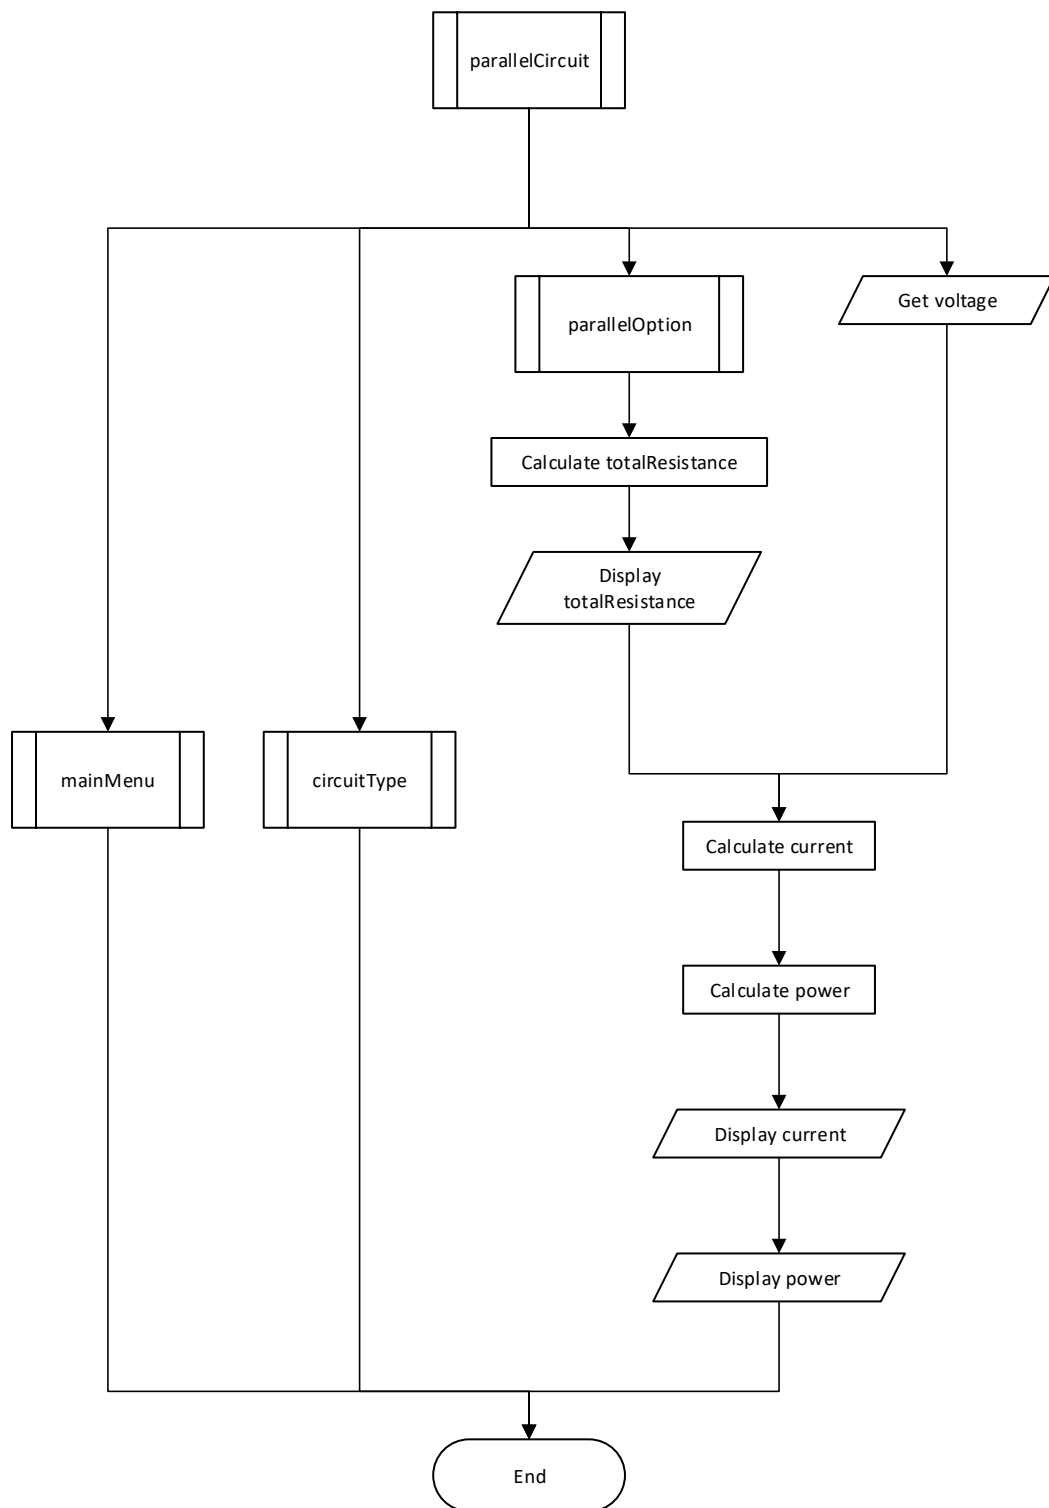 parallelCircuit
parallelOption
Get voltage
Calculate totalResistance
Display
totalResistance
mainMenu
circuitType
Calculate current
Calculate power
Display current
Display power
End